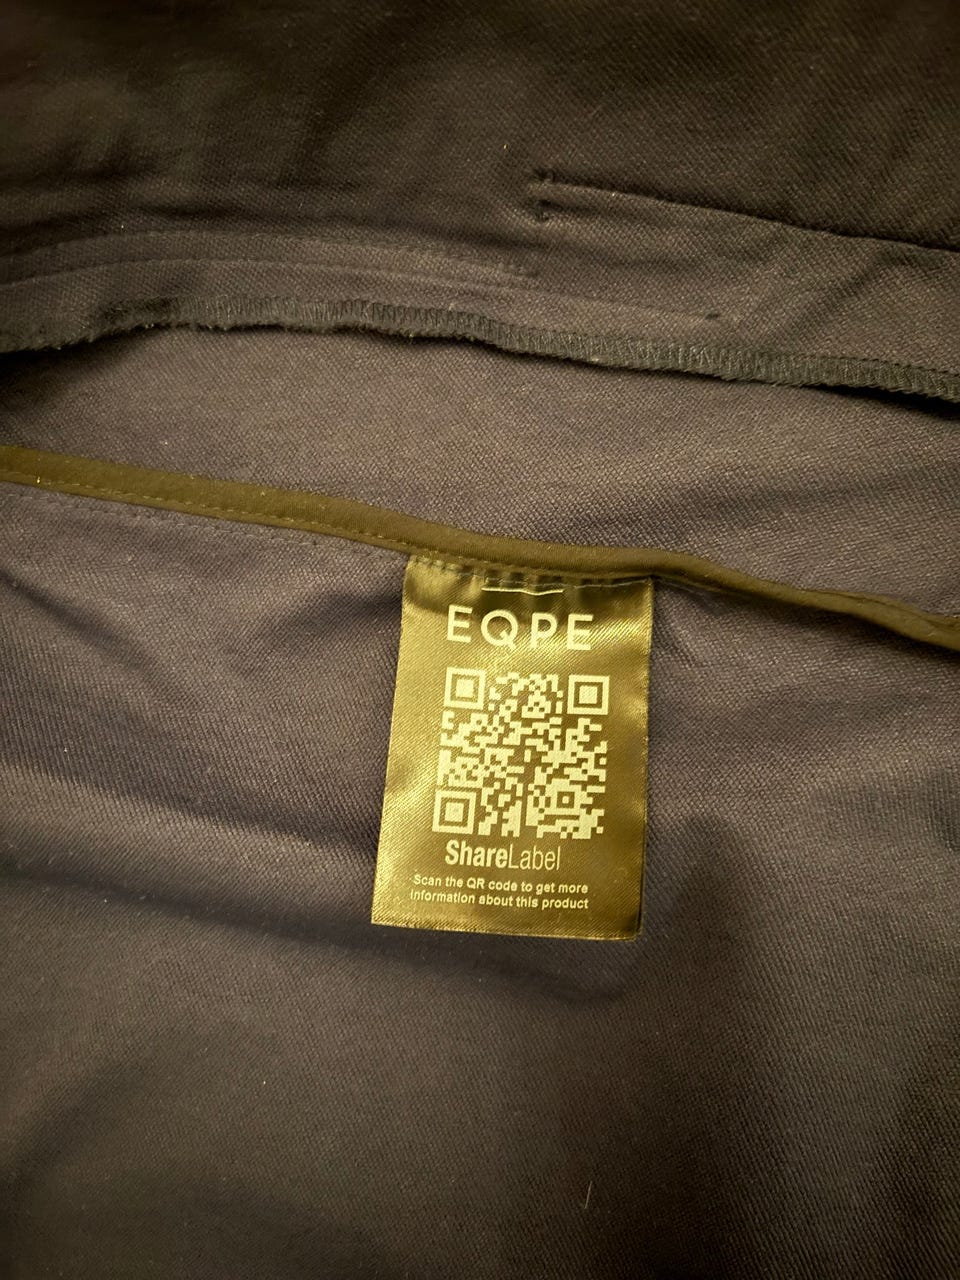 EQPE
ShareLabel
Scan the QR code to get more
information about this product